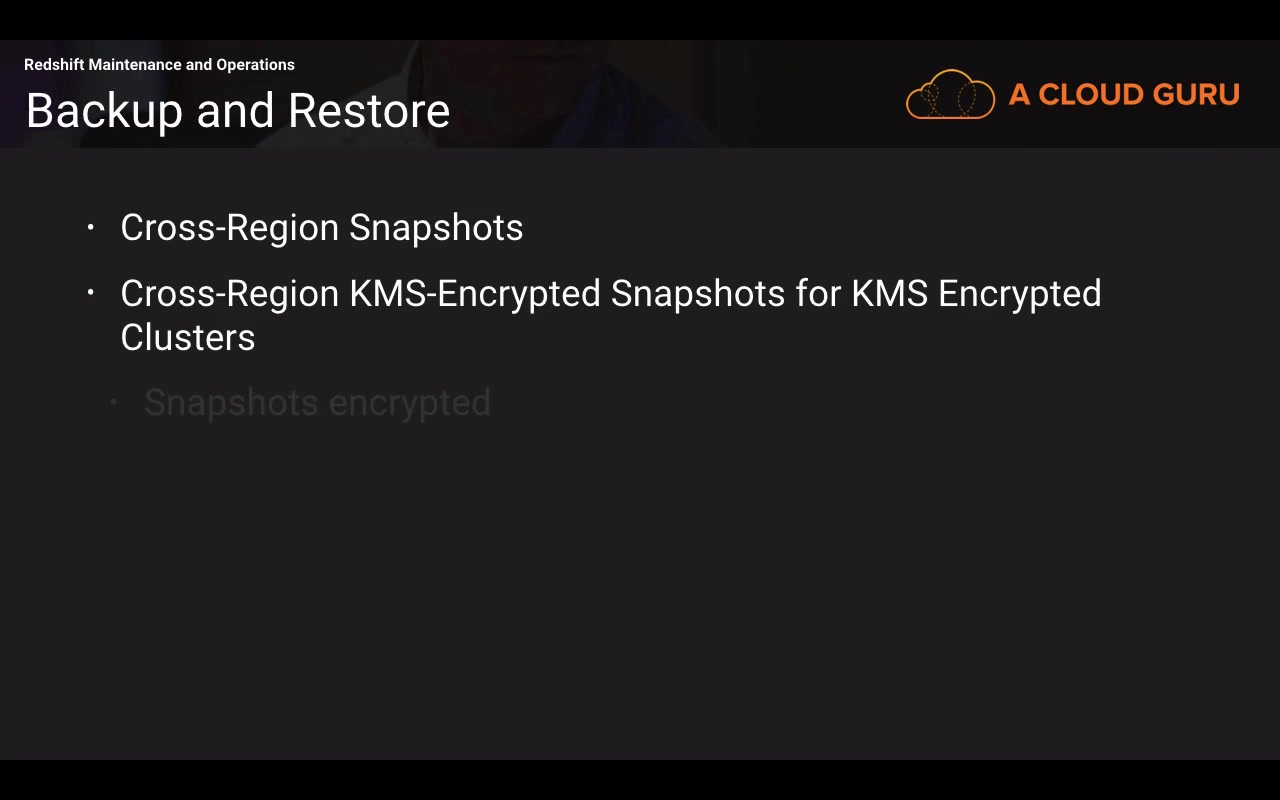 Redshift Maintenance and Operations
Backup and Restore
A CLOUD GURU
• Cross-Region Snapshots
• Cross-Region KMS-Encrypted Snapshots for KMS Encrypted
Clusters
• Snapshots encrypted